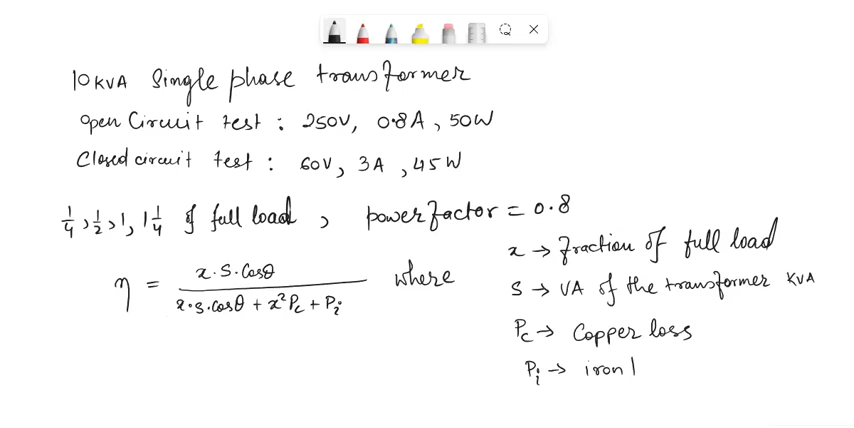 10 KVA Single phase transformer
Open Circuit test : 250V, 0.8 A, 50W
Closed circuit test : 60V, 3A, 45W
1/4, 1/2, 1, 1 1/4 of full load, power factor = 0.8
η = x.S.Cosθ / x.S.Cosθ + x²Pc + Pi where
x → fraction of full load
S → VA of the transformer KVA
Pc → Copper loss
Pi → iron l